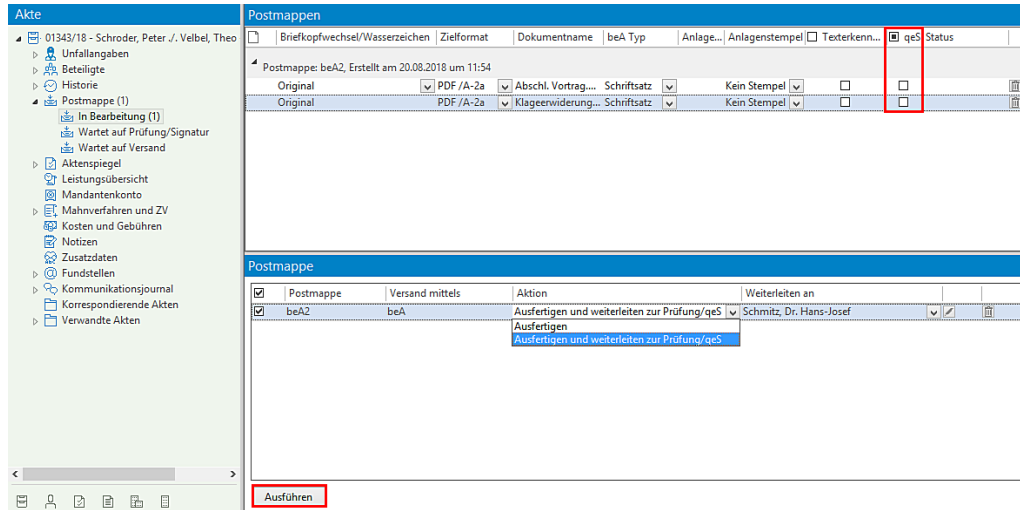 Akte
01343/18 - Schroder, Peter ./. Velbel, Theo
Unfallangaben
Beteiligte
Historie
Postmappe (1)
In Bearbeitung (1)
Wartet auf Prüfung/Signatur
Wartet auf Versand
Aktenspiegel
Leistungsübersicht
Mandantenkonto
Mahnverfahren und ZV
Kosten und Gebühren
Notizen
Zusatzdaten
Fundstellen
Kommunikationsjournal
Korrespondierende Akten
Verwandte Akten
Postmappen
Briefkopfwechsel/Wasserzeichen Zielformat Dokumentname beA Typ Anlage... Anlagenstempel Texterkenn... qeS Status
Postmappe: beA2, Erstellt am 20.08.2018 um 11:54
Original PDF /A-2a Abschl. Vortrag.... Schriftsatz Kein Stempel
Original PDF /A-2a Klageerwiderung... Schriftsatz Kein Stempel
Postmappe
Postmappe Versand mittels Aktion Weiterleiten an
beA2 beA Ausfertigen und weiterleiten zur Prüfung/qeS Schmitz, Dr. Hans-Josef
Ausfertigen
Ausfertigen und weiterleiten zur Prüfung/qeS
Ausführen